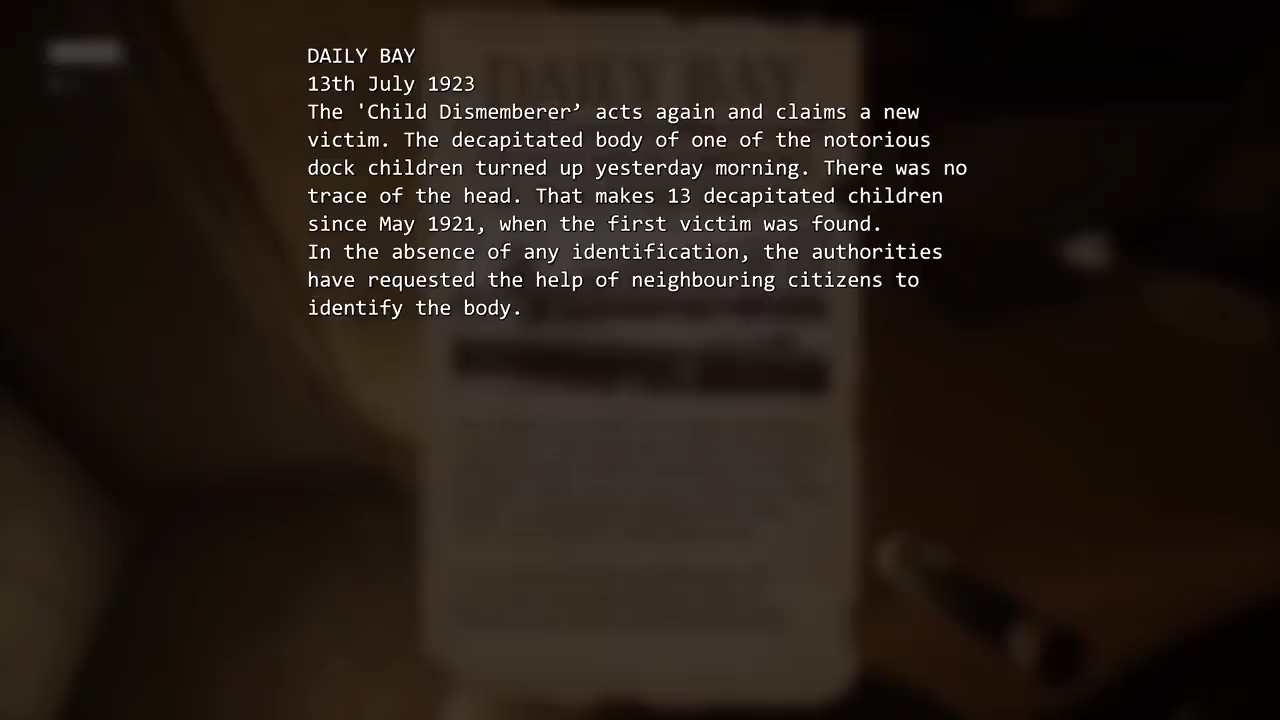 DAILY BAY
13th July 1923
The 'Child Dismemberer’ acts again and claims a new
victim. The decapitated body of one of the notorious
dock children turned up yesterday morning. There was no
trace of the head. That makes 13 decapitated children
since May 1921, when the first victim was found.
In the absence of any identification, the authorities
have requested the help of neighbouring citizens to
identify the body.
DAILY BAY